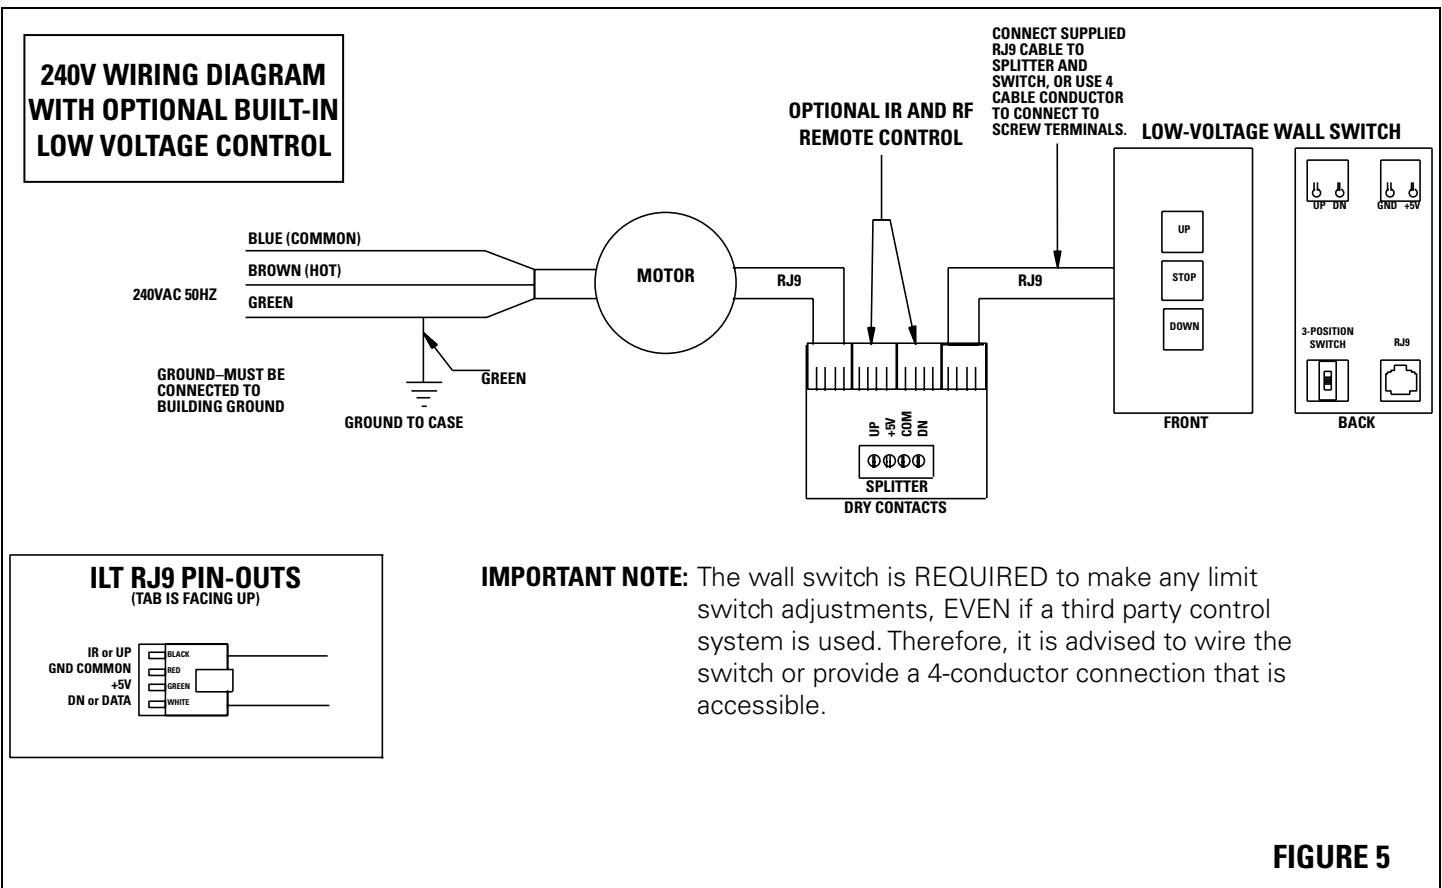 240V WIRING DIAGRAM
WITH OPTIONAL BUILT-IN
LOW VOLTAGE CONTROL
CONNECT SUPPLIED
RJ9 CABLE TO
SPLITTER AND
SWITCH, OR USE 4
CABLE CONDUCTOR
TO CONNECT TO
SCREW TERMINALS.
OPTIONAL IR AND RF
REMOTE CONTROL
LOW-VOLTAGE WALL SWITCH
UP DN
GND +5V
BLUE (COMMON)
BROWN (HOT)
GREEN
240VAC 50HZ
MOTOR
RJ9
RJ9
UP
STOP
DOWN
3-POSITION
SWITCH
RJ9
GROUND–MUST BE
CONNECTED TO
BUILDING GROUND
GREEN
GROUND TO CASE
FRONT
BACK
UP
+5V
COM
DN
SPLITTER
DRY CONTACTS
ILT RJ9 PIN-OUTS
(TAB IS FACING UP)
IR or UP
GND COMMON
+5V
DN or DATA
BLACK
RED
GREEN
WHITE
IMPORTANT NOTE: The wall switch is REQUIRED to make any limit
switch adjustments, EVEN if a third party control
system is used. Therefore, it is advised to wire the
switch or provide a 4-conductor connection that is
accessible.
FIGURE 5